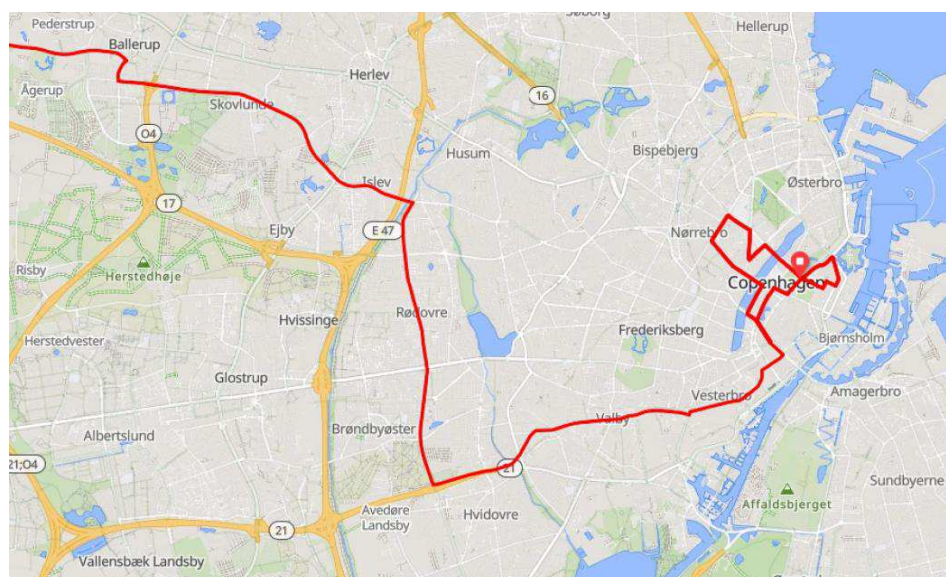 Pederstrup
Søborg
Hellerup
Ballerup
Herlev
Ågerup
16
Skovlunde
O4
Husum
Bispebjerg
Østerbro
Islev
17
Ejby
E 47
Nørrebro
Risby
Herstedhøje
Copenhagen
Hvissinge
Rødovre
Frederiksberg
Bjørnsholm
Herstedvester
Glostrup
Vesterbro
Amagerbro
Valby
Albertslund
Brøndbyøster
21;O4
21
Sundbyerne
Avedøre
Landsby
Hvidovre
Affaldsbjerget
21
Vallensbæk Landsby